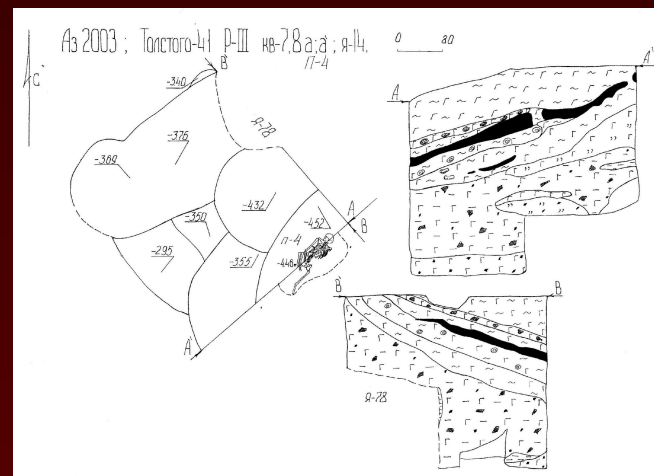 Аз 2003 ; Толстого-41 Р-III кв-7,8 а; а' ; я-14.
П-4
0 80
С
В'
-340
Я-78
-369
-376
-432
-350
-295
-355
-452
П-4
-448
А
В
А'
А
А'
В'
В
Я-78